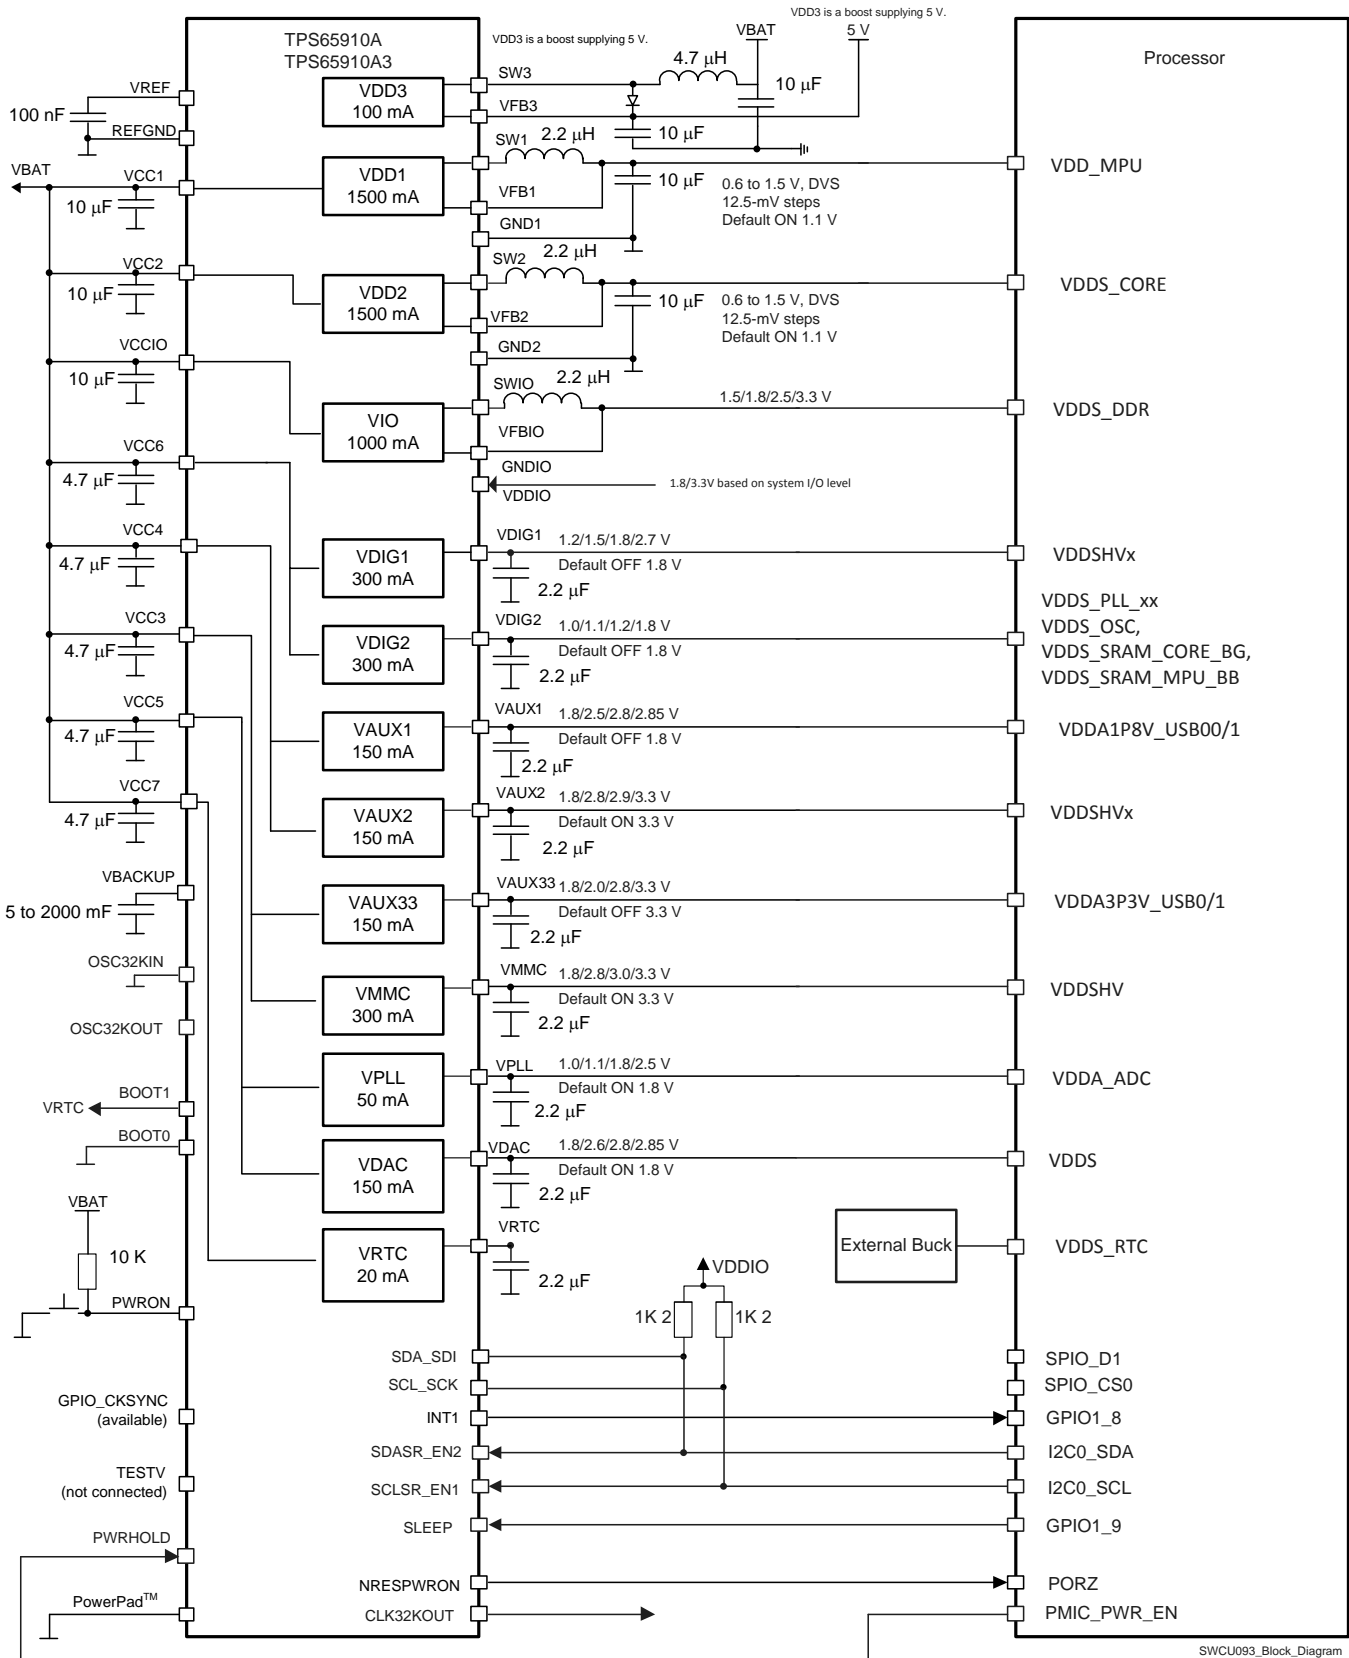 VDD3 is a boost supplying 5 V.
TPS65910A
TPS65910A3
VDD3 is a boost supplying 5 V.
VBAT
5 V
Processor
4.7 μH
SW3
VDD3
100 mA
10 μF
VREF
100 nF
VFB3
REFGND
10 μF
SW1
2.2 μH
VBAT
VCC1
VDD1
1500 mA
VDD_MPU
10 μF
VFB1
10 μF
0.6 to 1.5 V, DVS
12.5-mV steps
Default ON 1.1 V
GND1
2.2 μH
VCC2
SW2
VDD2
1500 mA
VDDS_CORE
10 μF
10 μF
0.6 to 1.5 V, DVS
12.5-mV steps
Default ON 1.1 V
VFB2
GND2
VCCIO
10 μF
2.2 μH
SWIO
1.5/1.8/2.5/3.3 V
VDDS_DDR
VIO
1000 mA
VFBIO
VCC6
4.7 μF
GNDIO
VDDIO
1.8/3.3V based on system I/O level
VCC4
4.7 μF
VDIG1
300 mA
VDIG1
1.2/1.5/1.8/2.7 V
Default OFF 1.8 V
2.2 μF
VDDSHVx
VCC3
4.7 μF
VDIG2
300 mA
VDIG2
1.0/1.1/1.2/1.8 V
Default OFF 1.8 V
2.2 μF
VDDS_PLL_xx
VDDS_OSC,
VDDS_SRAM_CORE_BG,
VDDS_SRAM_MPU_BB
VCC5
4.7 μF
VAUX1
150 mA
VAUX1
1.8/2.5/2.8/2.85 V
Default OFF 1.8 V
2.2 μF
VDDA1P8V_USB00/1
VCC7
4.7 μF
VAUX2
150 mA
VAUX2
1.8/2.8/2.9/3.3 V
Default ON 3.3 V
2.2 μF
VDDSHVx
VBACKUP
5 to 2000 mF
VAUX33
150 mA
VAUX33
1.8/2.0/2.8/3.3 V
Default OFF 3.3 V
2.2 μF
VDDA3P3V_USB0/1
OSC32KIN
VMMC
300 mA
VMMC
1.8/2.8/3.0/3.3 V
Default ON 3.3 V
2.2 μF
VDDSHV
OSC32KOUT
VPLL
50 mA
VPLL
1.0/1.1/1.8/2.5 V
Default ON 1.8 V
2.2 μF
VDDA_ADC
BOOT1
VRTC
BOOT0
VDAC
150 mA
VDAC
1.8/2.6/2.8/2.85 V
Default ON 1.8 V
2.2 μF
VDDS
VBAT
10 K
VRTC
20 mA
VRTC
2.2 μF
External Buck
VDDS_RTC
VDDIO
PWRON
1K 2
1K 2
SDA_SDI
SPIO_D1
SCL_SCK
SPIO_CS0
GPIO_CKSYNC
(available)
INT1
GPIO1_8
SDASR_EN2
I2C0_SDA
TESTV
(not connected)
SCLSR_EN1
I2C0_SCL
SLEEP
GPIO1_9
PWRHOLD
NRESPWRON
PORZ
PowerPad™
CLK32KOUT
PMIC_PWR_EN
SWCU093_Block_Diagram